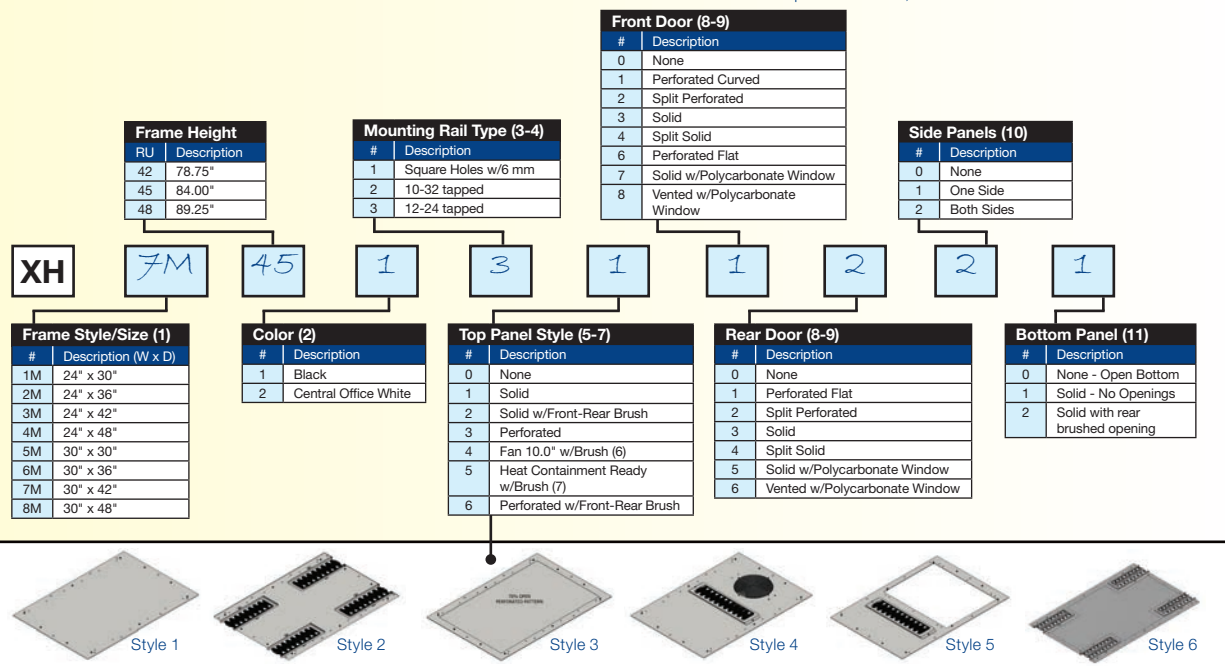 Front Door (8-9)
# Description
0 None
1 Perforated Curved
2 Split Perforated
3 Solid
4 Split Solid
6 Perforated Flat
7 Solid w/Polycarbonate Window
8 Vented w/Polycarbonate
Window
Frame Height
RU Description
42 78.75"
45 84.00"
48 89.25"
Mounting Rail Type (3-4)
# Description
1 Square Holes w/6 mm
2 10-32 tapped
3 12-24 tapped
Side Panels (10)
# Description
0 None
1 One Side
2 Both Sides
XH 7M 45 1 3 1 1 2 2 1
Frame Style/Size (1)
# Description (W x D)
1M 24" x 30"
2M 24" x 36"
3M 24" x 42"
4M 24" x 48"
5M 30" x 30"
6M 30" x 36"
7M 30" x 42"
8M 30" x 48"
Color (2)
# Description
1 Black
2 Central Office White
Top Panel Style (5-7)
# Description
0 None
1 Solid
2 Solid w/Front-Rear Brush
3 Perforated
4 Fan 10.0" w/Brush (6)
5 Heat Containment Ready
w/Brush (7)
6 Perforated w/Front-Rear Brush
Rear Door (8-9)
# Description
0 None
1 Perforated Flat
2 Split Perforated
3 Solid
4 Split Solid
5 Solid w/Polycarbonate Window
6 Vented w/Polycarbonate Window
Bottom Panel (11)
# Description
0 None - Open Bottom
1 Solid - No Openings
2 Solid with rear
brushed opening
PERFORATED PATTERN
Style 1
Style 2
Style 3
Style 4
Style 5
Style 6